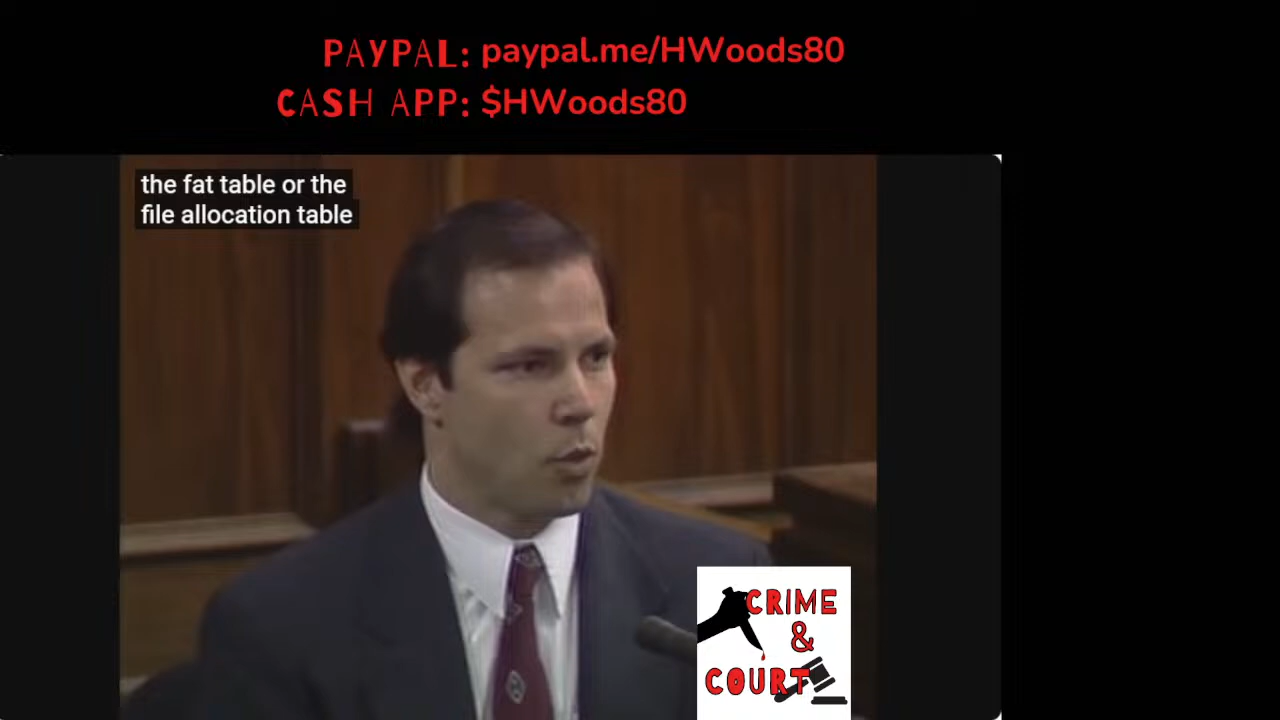 PAYPAL: paypal.me/HWoods80
CASH APP: $HWoods80
the fat table or the
file allocation table
CRIME
&
COURT